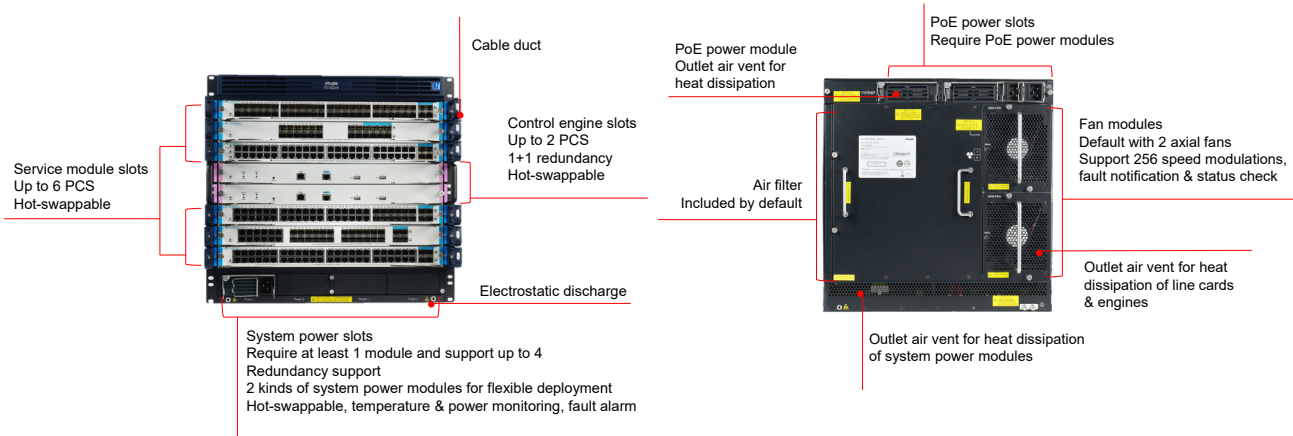 Cable duct
Service module slots
Up to 6 PCS
Hot-swappable
Control engine slots
Up to 2 PCS
1+1 redundancy
Hot-swappable
Electrostatic discharge
System power slots
Require at least 1 module and support up to 4
Redundancy support
2 kinds of system power modules for flexible deployment
Hot-swappable, temperature & power monitoring, fault alarm
PoE power slots
Require PoE power modules
PoE power module
Outlet air vent for
heat dissipation
Fan modules
Default with 2 axial fans
Support 256 speed modulations,
fault notification & status check
Air filter
Included by default
Outlet air vent for heat
dissipation of line cards
& engines
Outlet air vent for heat dissipation
of system power modules